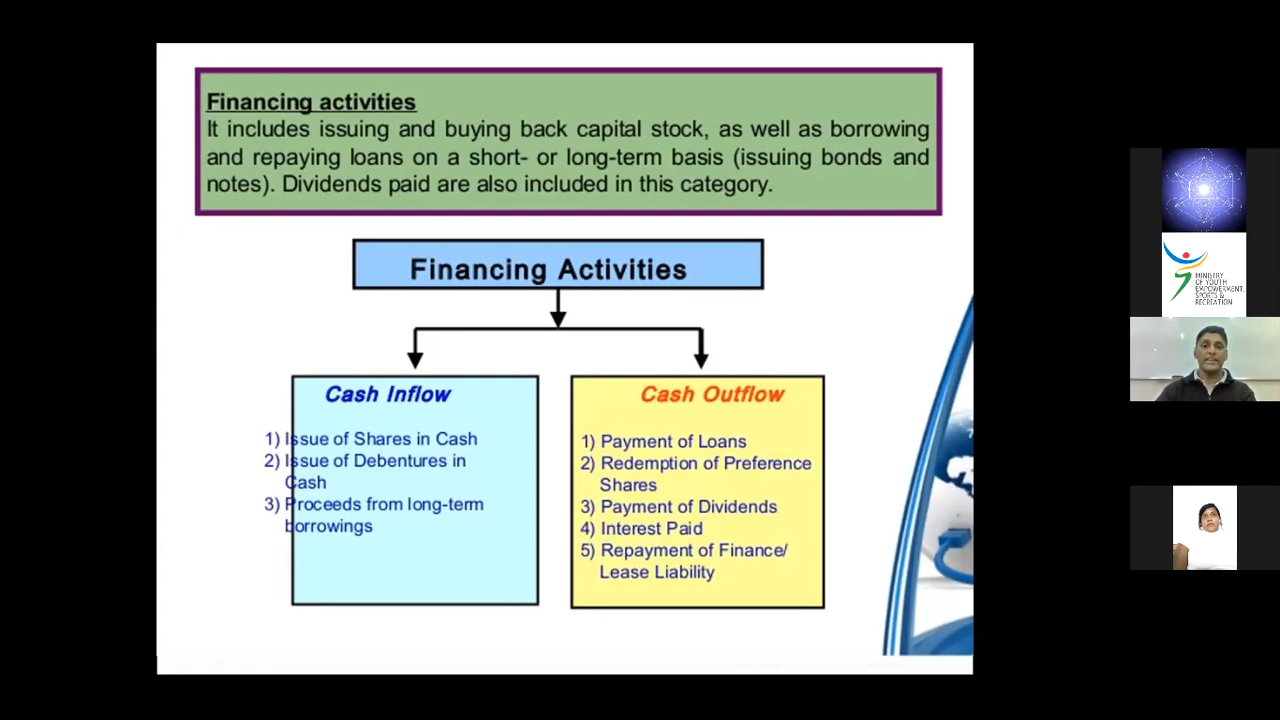 Financing activities
It includes issuing and buying back capital stock, as well as borrowing
and repaying loans on a short- or long-term basis (issuing bonds and
notes). Dividends paid are also included in this category.
Financing Activities
Cash Inflow
1) Issue of Shares in Cash
2) Issue of Debentures in
Cash
3) Proceeds from long-term
borrowings
Cash Outflow
1) Payment of Loans
2) Redemption of Preference
Shares
3) Payment of Dividends
4) Interest Paid
5) Repayment of Finance/
Lease Liability
MINISTRY
OF YOUTH
EMPOWERMENT,
SPORTS &
RECREATION